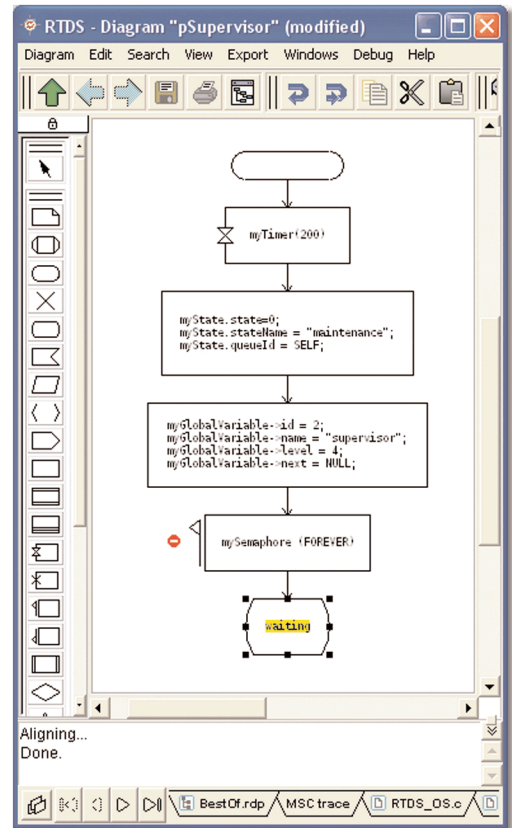 RTDS - Diagram "pSupervisor" (modified)
Diagram Edit Search View Export Windows Debug Help
myTimer(200)
myState.state=0;
myState.stateName = "maintenance";
myState.queueId = SELF;
myGlobalVariable->id = 2;
myGlobalVariable->name = "supervisor";
myGlobalVariable->level = 4;
myGlobalVariable->next = NULL;
mySemaphore (FOREVER)
waiting
Aligning...
Done.
BestOf.rdp MSC trace RTDS_OS.c